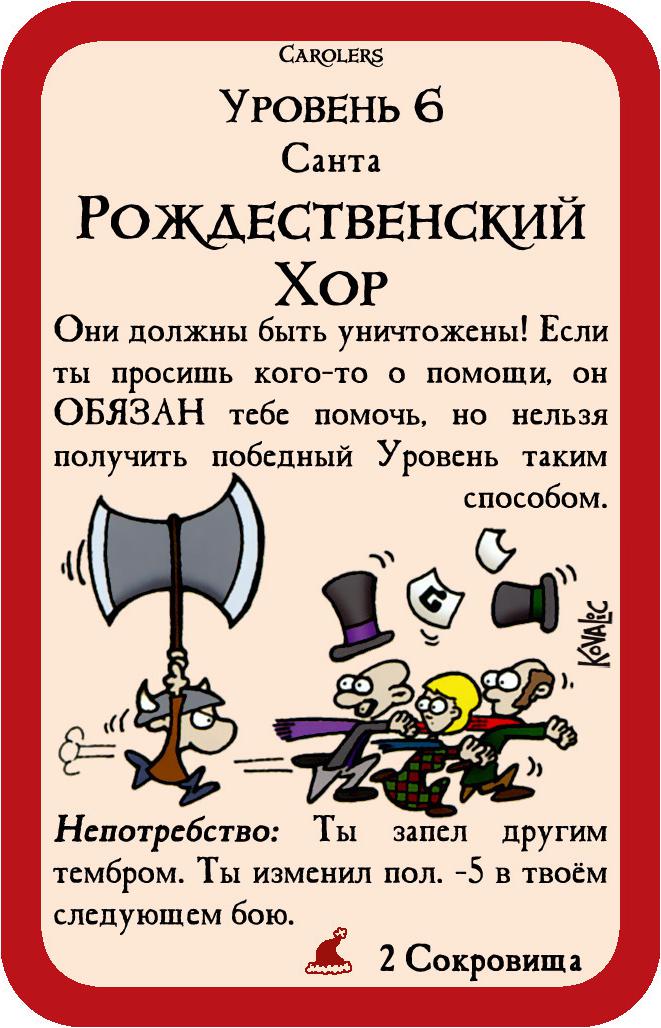 Carolers
Уровень 6
Санта
Рождественский
Хор
Они должны быть уничтожены! Если
ты просишь кого-то о помощи, он
ОБЯЗАН тебе помочь, но нельзя
получить победный Уровень таким
способом.
G
KOVALIC
Непотребство: Ты запел другим
тембром. Ты изменил пол. -5 в твоём
следующем бою.
2 Сокровища